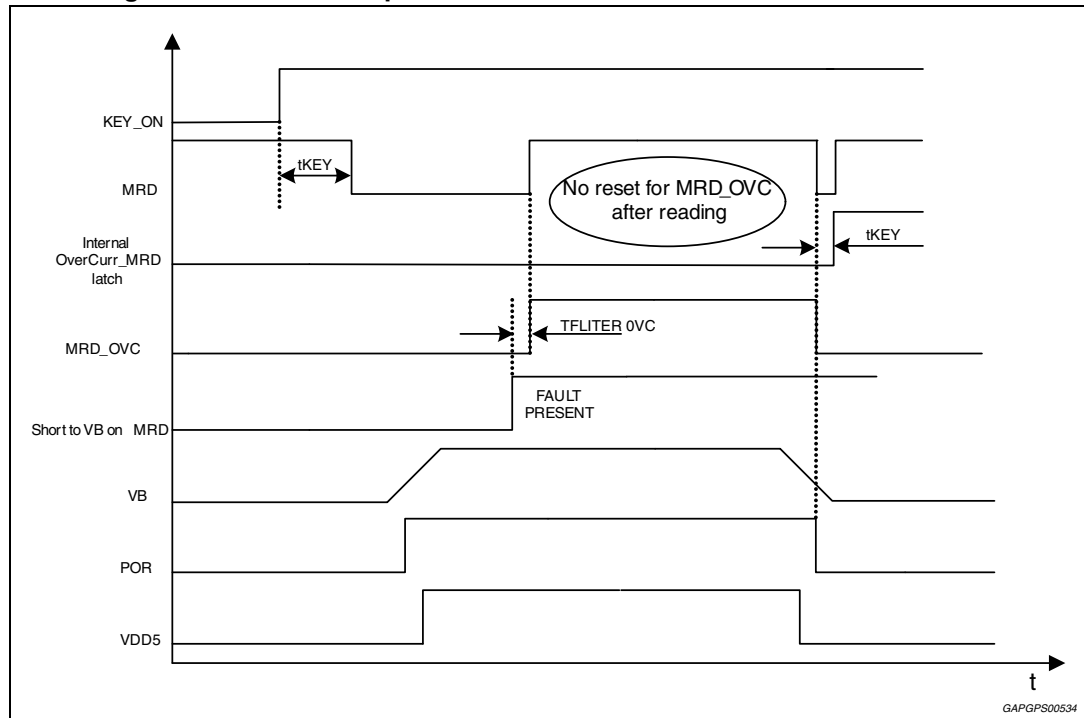 KEY_ON
tKEY
MRD
No reset for MRD_OVC
after reading
Internal
OverCurr_MRD
latch
tKEY
TFLITER 0VC
MRD_OVC
FAULT
PRESENT
Short to VB on MRD
VB
POR
VDD5
t
GAPGPS00534